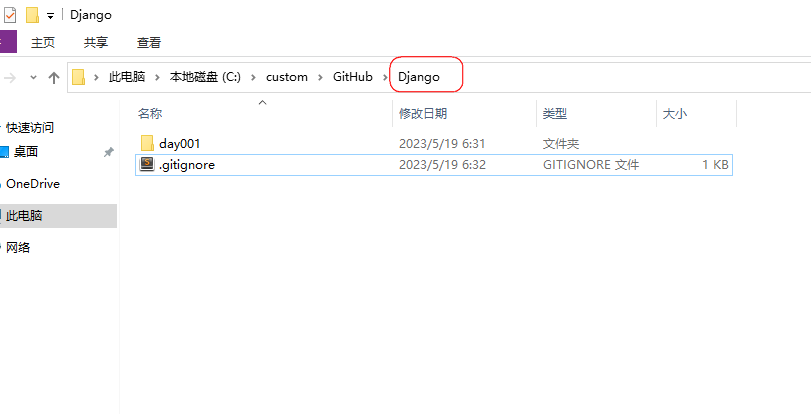 Django
主页 共享 查看
此电脑 本地磁盘 (C:) custom GitHub Django
名称 修改日期 类型 大小
快速访问
桌面
OneDrive
此电脑
网络
day001 2023/5/19 6:31 文件夹
.gitignore 2023/5/19 6:32 GITIGNORE 文件 1 KB